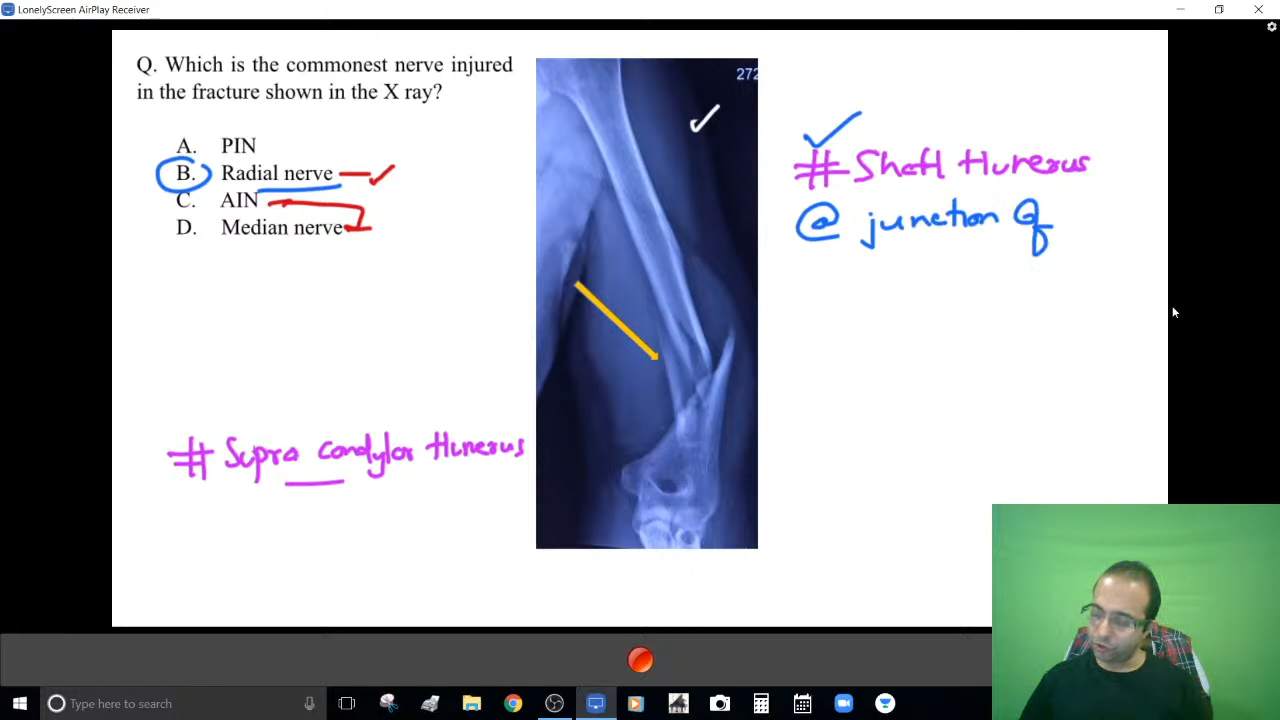 LonelyScreen AirPlay Receiver
Q. Which is the commonest nerve injured
in the fracture shown in the X ray?
A. PIN
B. Radial nerve
C. AIN
D. Median nerve
272
# Shaft Humerus
@ junction of
# Supra condylar Humerus
Type here to search